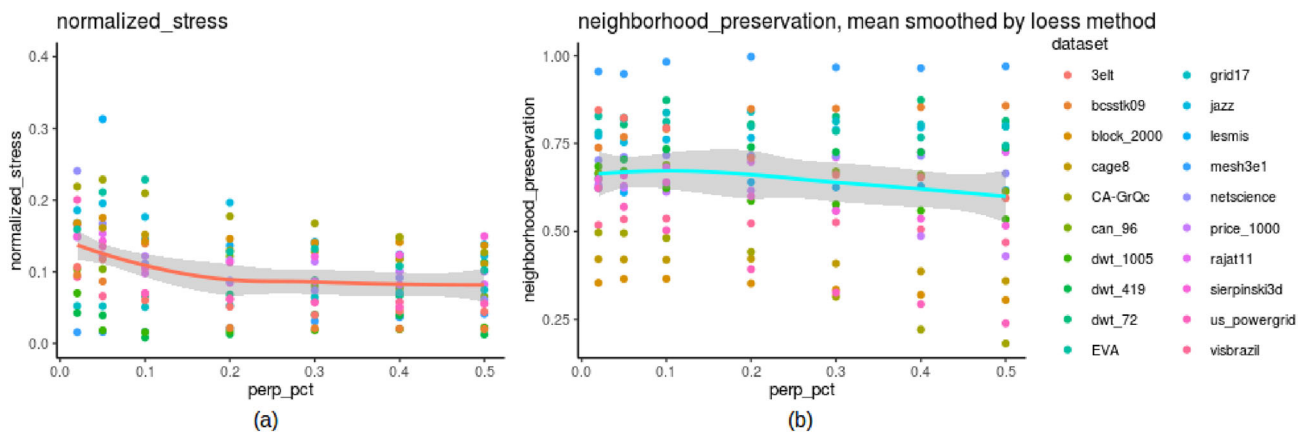 normalized_stress
normalized_stress
0.4
0.3
0.2
0.1
0.0
0.0
0.1
0.2
0.3
0.4
0.5
perp_pct
(a)
neighborhood_preservation, mean smoothed by loess method
neighborhood_preservation
1.00
0.75
0.50
0.25
0.0
0.1
0.2
0.3
0.4
0.5
perp_pct
(b)
dataset
3elt
bcsstk09
block_2000
cage8
CA-GrQc
can_96
dwt_1005
dwt_419
dwt_72
EVA
grid17
jazz
lesmis
mesh3e1
netscience
price_1000
rajat11
sierpinski3d
us_powergrid
visbrazil